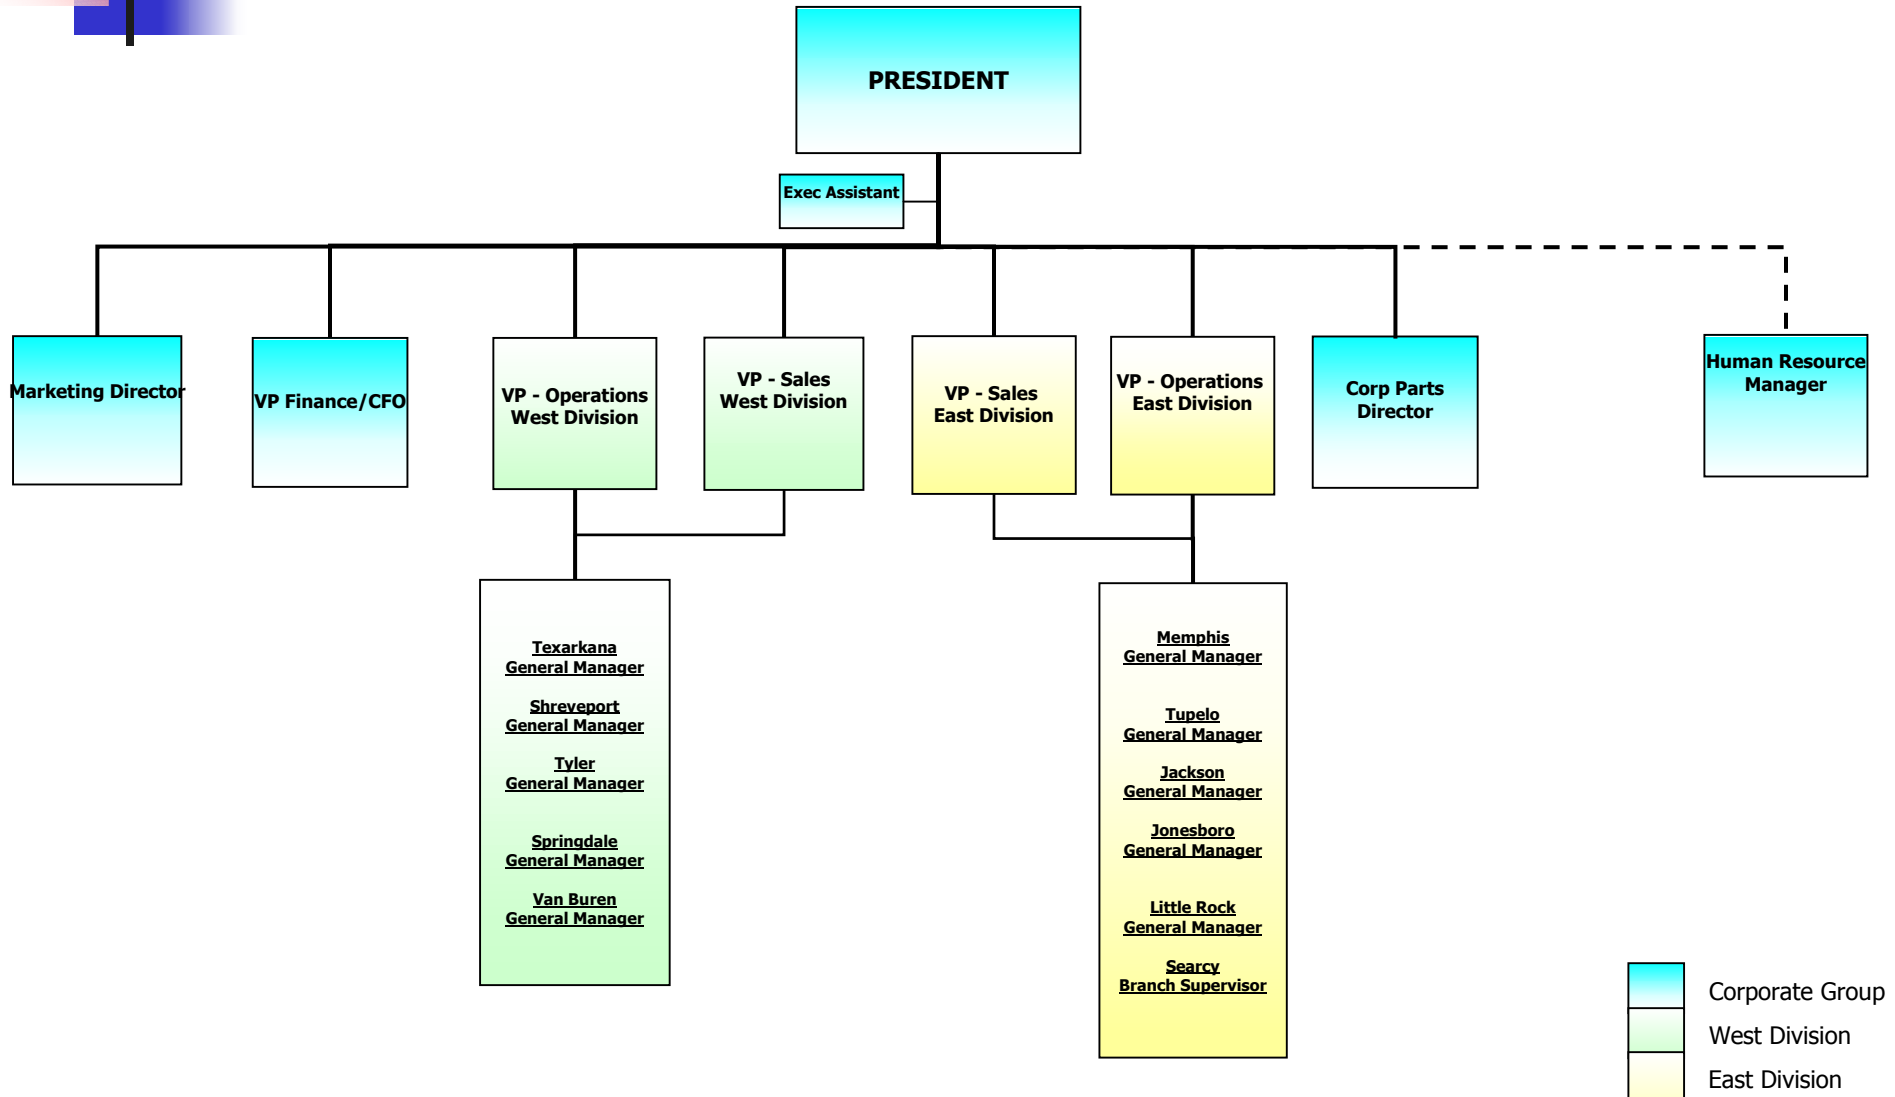 PRESIDENT
Exec Assistant
Marketing Director
VP Finance/CFO
VP - Operations
West Division
VP - Sales
West Division
VP - Sales
East Division
VP - Operations
East Division
Corp Parts
Director
Human Resource
Manager
Texarkana
General Manager
Shreveport
General Manager
Tyler
General Manager
Springdale
General Manager
Van Buren
General Manager
Memphis
General Manager
Tupelo
General Manager
Jackson
General Manager
Jonesboro
General Manager
Little Rock
General Manager
Searcy
Branch Supervisor
Corporate Group
West Division
East Division